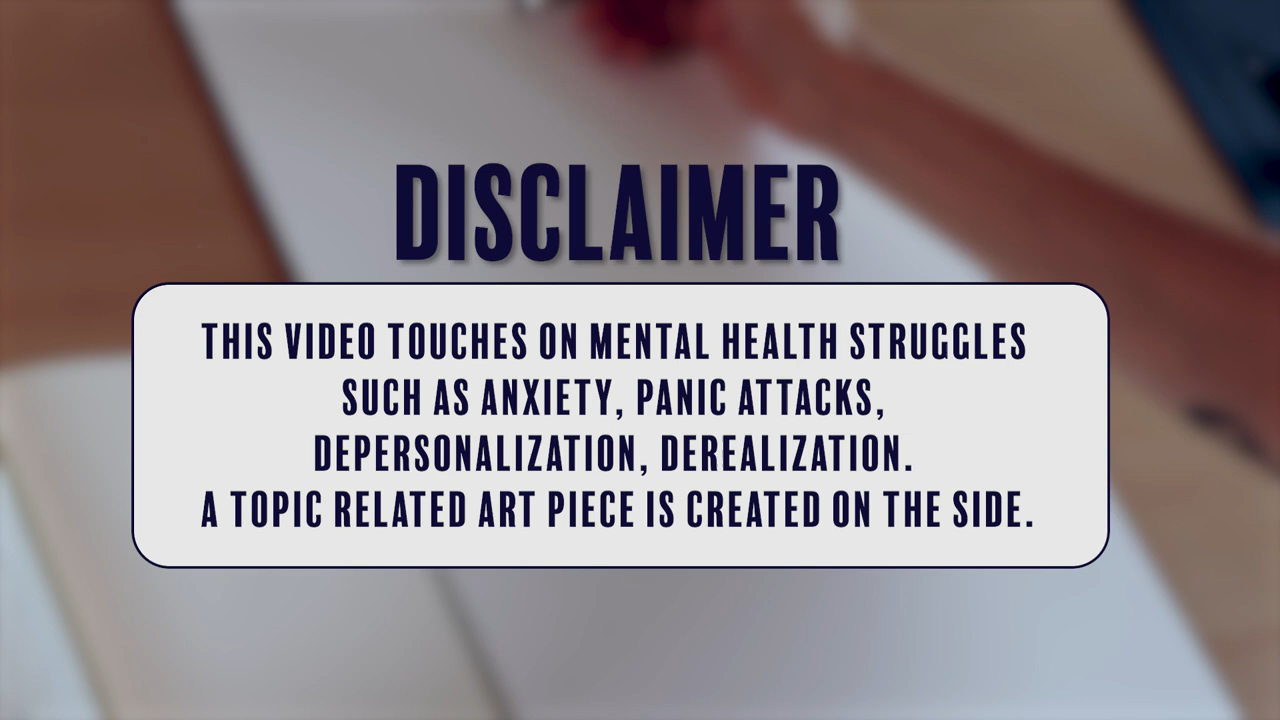 DISCLAIMER
THIS VIDEO TOUCHES ON MENTAL HEALTH STRUGGLES
SUCH AS ANXIETY, PANIC ATTACKS,
DEPERSONALIZATION, DEREALIZATION.
A TOPIC RELATED ART PIECE IS CREATED ON THE SIDE.